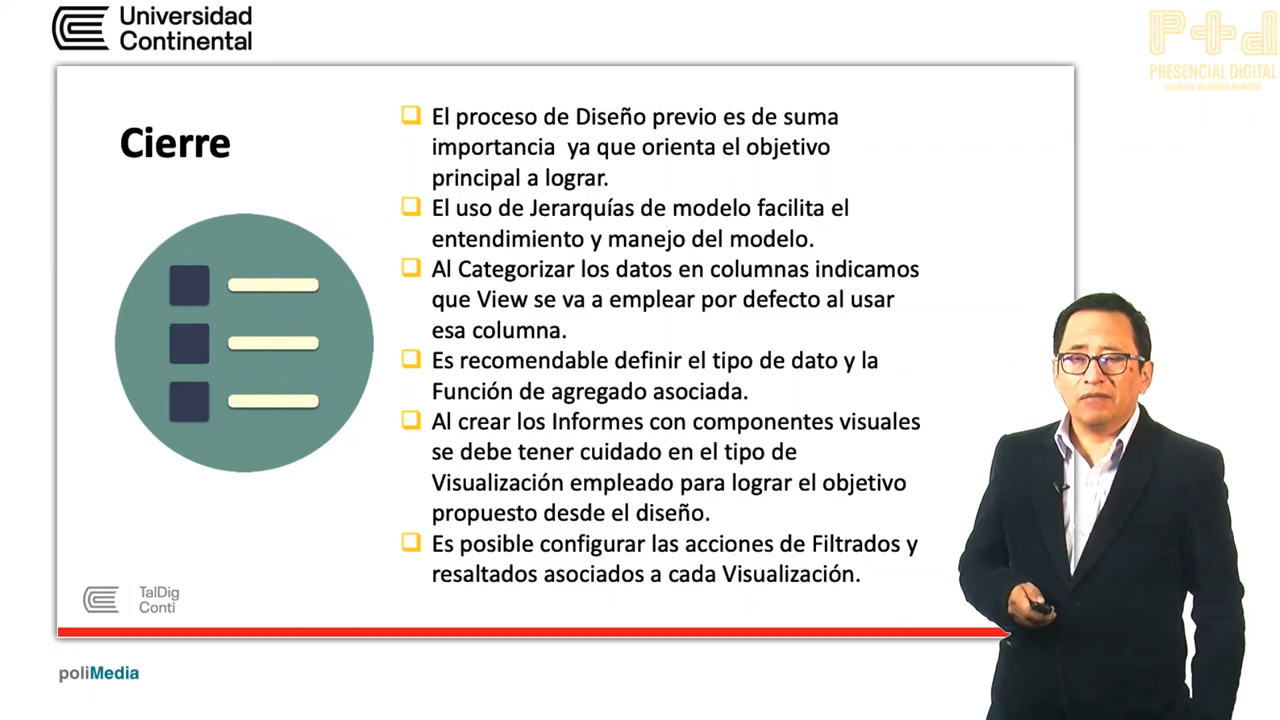 Universidad
Continental
P+d
PRESENCIAL DIGITAL
LO MEJOR DE AMBOS MUNDOS
Cierre
El proceso de Diseño previo es de suma
importancia  ya que orienta el objetivo
principal a lograr.
El uso de Jerarquías de modelo facilita el
entendimiento y manejo del modelo.
Al Categorizar los datos en columnas indicamos
que View se va a emplear por defecto al usar
esa columna.
Es recomendable definir el tipo de dato y la
Función de agregado asociada.
Al crear los Informes con componentes visuales
se debe tener cuidado en el tipo de
Visualización empleado para lograr el objetivo
propuesto desde el diseño.
Es posible configurar las acciones de Filtrados y
resaltados asociados a cada Visualización.
TalDig
Conti
poliMedia